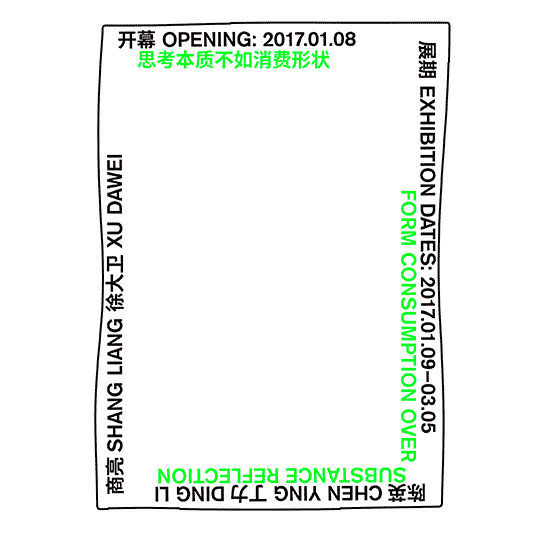 开幕 OPENING: 2017.01.08
思考本质不如消费形状
展期 EXHIBITION DATES: 2017.01.09–03.05
FORM CONSUMPTION OVER
SUBSTANCE REFLECTION
陈英 CHEN YING 丁力 DING LI
商亮 SHANG LIANG 徐大卫 XU DAWEI